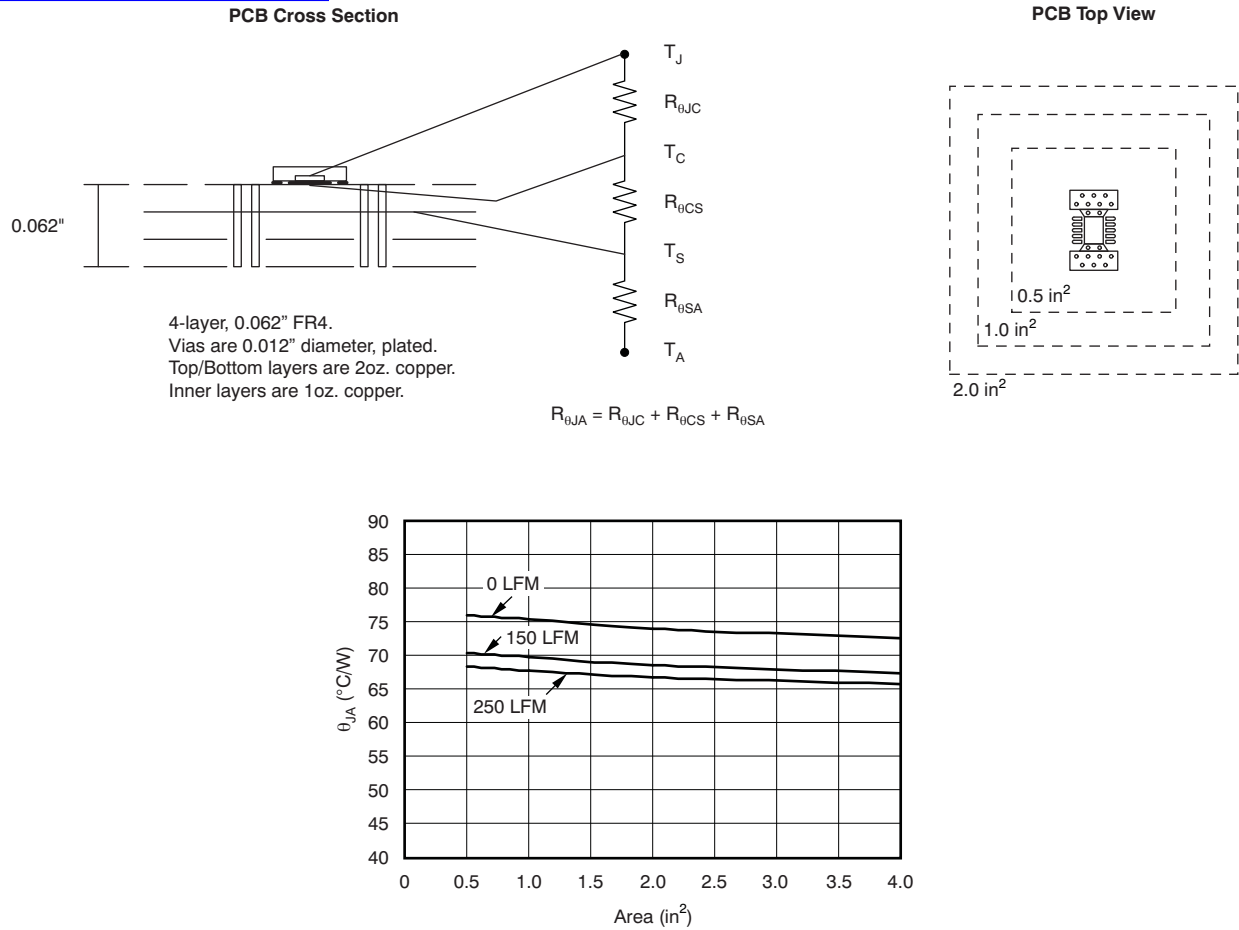 PCB Cross Section
PCB Top View
T_J
R_θJC
T_C
R_θCS
T_S
R_θSA
T_A
0.062"
4-layer, 0.062” FR4.
Vias are 0.012” diameter, plated.
Top/Bottom layers are 2oz. copper.
Inner layers are 1oz. copper.
R_θJA = R_θJC + R_θCS + R_θSA
0.5 in²
1.0 in²
2.0 in²
90
85
80
75
70
65
60
55
50
45
40
θ_JA (°C/W)
0 LFM
150 LFM
250 LFM
0 0.5 1.0 1.5 2.0 2.5 3.0 3.5 4.0
Area (in²)